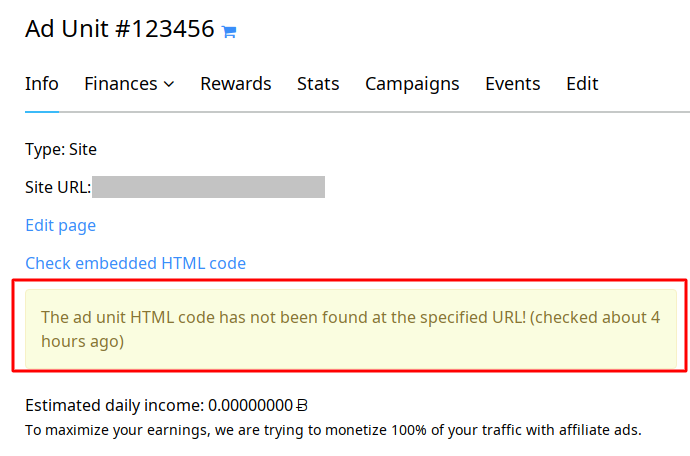 Ad Unit #123456
Info Finances Rewards Stats Campaigns Events Edit
Type: Site
Site URL:
Edit page
Check embedded HTML code
The ad unit HTML code has not been found at the specified URL! (checked about 4
hours ago)
Estimated daily income: 0.00000000 Ƀ
To maximize your earnings, we are trying to monetize 100% of your traffic with affiliate ads.